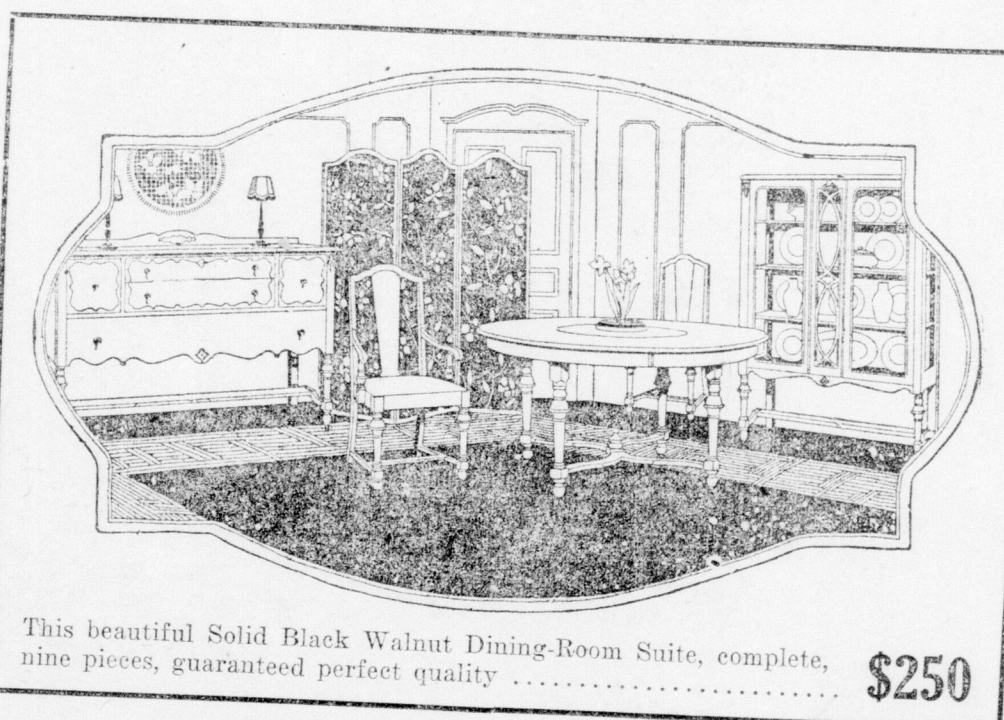 This beautiful Solid Black Walnut Dining-Room Suite, complete,
nine pieces, guaranteed perfect quality ........................... $250